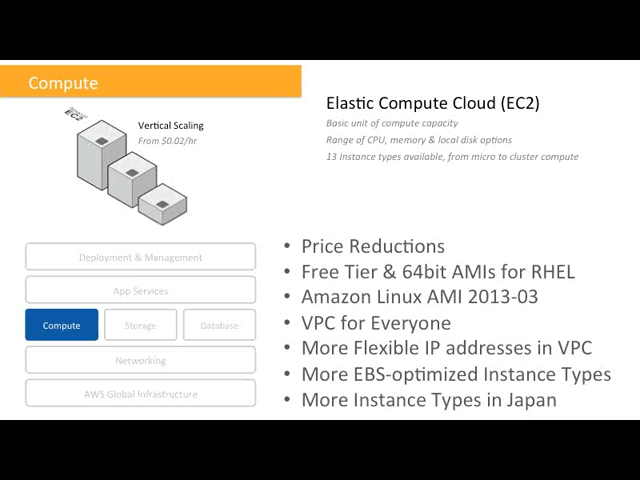 Compute
Elastic Compute Cloud (EC2)
Basic unit of compute capacity
Range of CPU, memory & local disk options
13 Instance types available, from micro to cluster compute
EC2
Vertical Scaling
From $0.02/hr
Deployment & Management
App Services
Compute
Storage
Database
Networking
AWS Global Infrastructure
• Price Reductions
• Free Tier & 64bit AMIs for RHEL
• Amazon Linux AMI 2013-03
• VPC for Everyone
• More Flexible IP addresses in VPC
• More EBS-optimized Instance Types
• More Instance Types in Japan